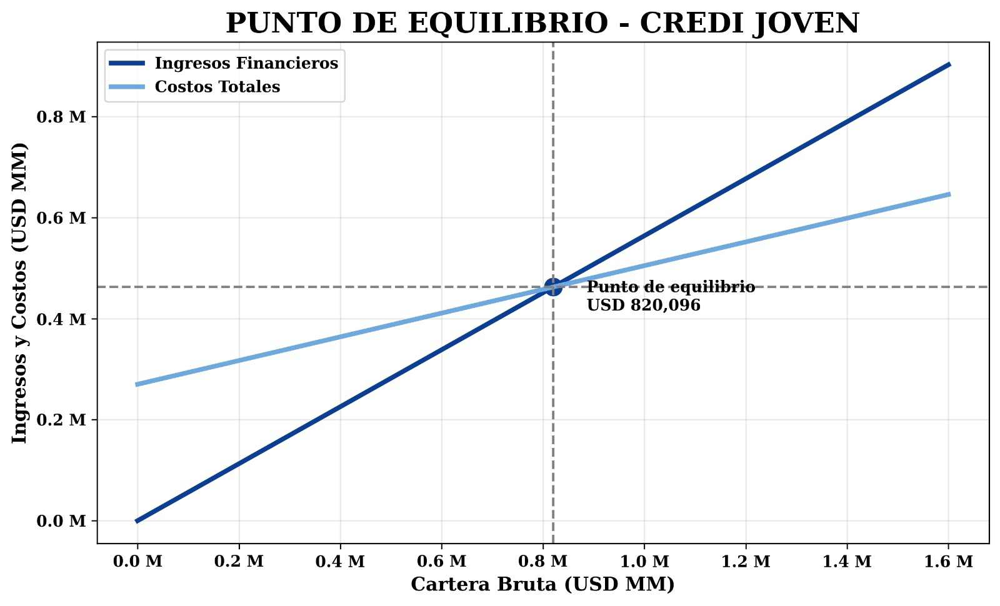 PUNTO DE EQUILIBRIO - CREDI JOVEN
Ingresos Financieros
Costos Totales
Ingresos y Costos (USD MM)
0.8 M
0.6 M
0.4 M
0.2 M
0.0 M
Punto de equilibrio
USD 820,096
0.0 M
0.2 M
0.4 M
0.6 M
0.8 M
1.0 M
1.2 M
1.4 M
1.6 M
Cartera Bruta (USD MM)